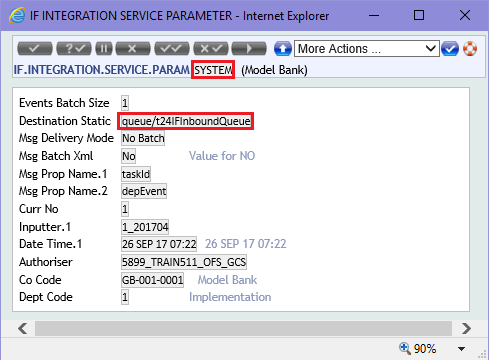 IF INTEGRATION SERVICE PARAMETER - Internet Explorer
More Actions ...
IF.INTEGRATION.SERVICE.PARAM SYSTEM (Model Bank)
Events Batch Size 1
Destination Static queue/t24IFInboundQueue
Msg Delivery Mode No Batch
Msg Batch Xml No Value for NO
Msg Prop Name.1 taskId
Msg Prop Name.2 depEvent
Curr No 1
Inputter.1 1_201704
Date Time.1 26 SEP 17 07:22 26 SEP 17 07:22
Authoriser 5899_TRAIN511_OFS_GCS
Co Code GB-001-0001 Model Bank
Dept Code 1 Implementation
90%